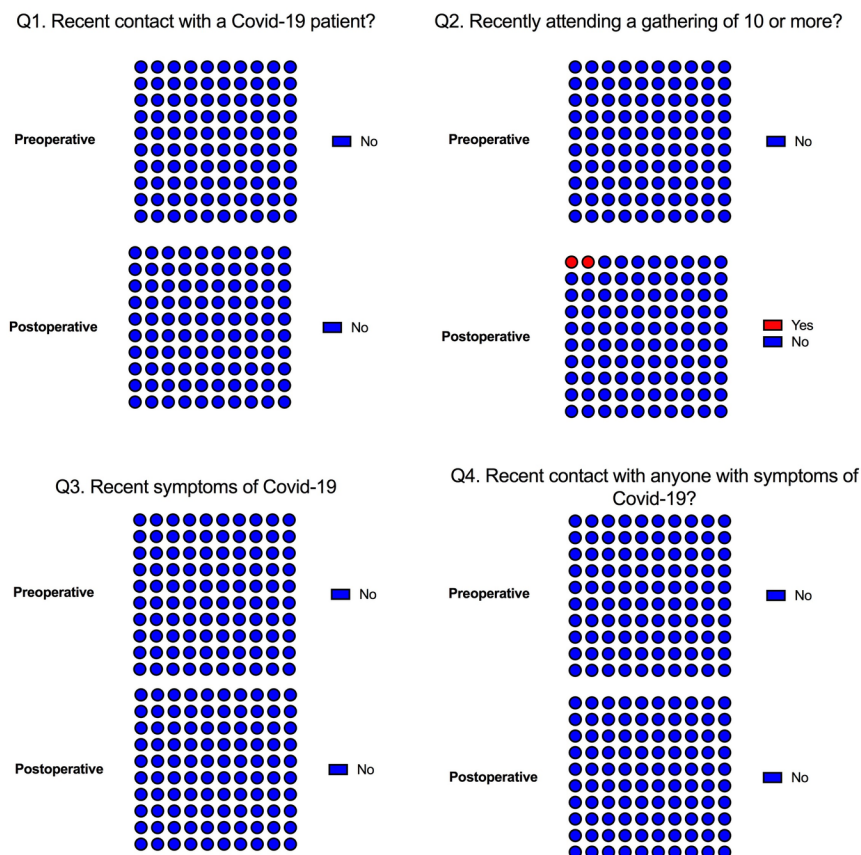 Q1. Recent contact with a Covid-19 patient?
Preoperative
No
Postoperative
No
Q2. Recently attending a gathering of 10 or more?
Preoperative
No
Postoperative
Yes
No
Q3. Recent symptoms of Covid-19
Preoperative
No
Postoperative
No
Q4. Recent contact with anyone with symptoms of
Covid-19?
Preoperative
No
Postoperative
No